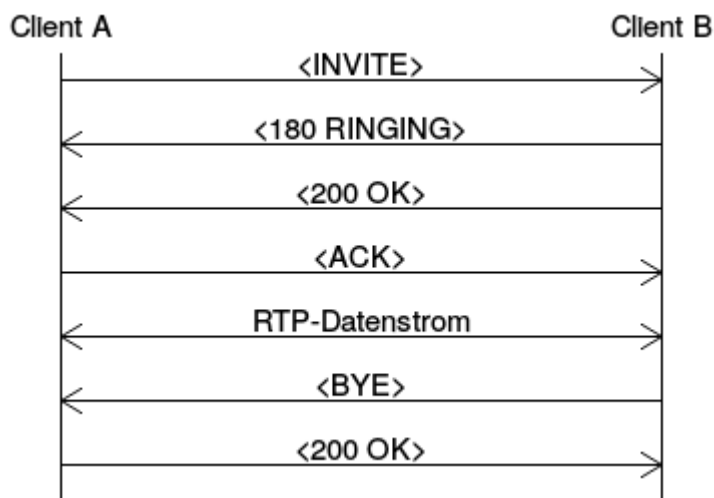 Client A
Client B
<INVITE>
<180 RINGING>
<200 OK>
<ACK>
RTP-Datenstrom
<BYE>
<200 OK>